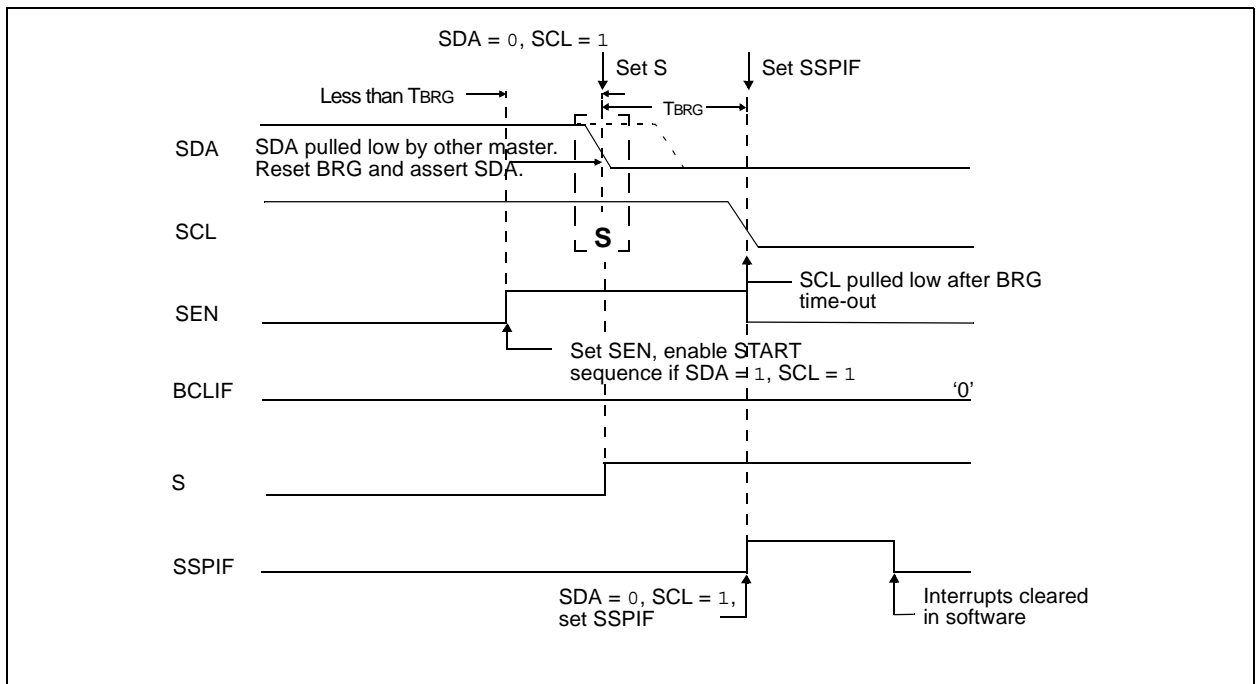 SDA = 0, SCL = 1
Set S
Set SSPIF
Less than TBRG
TBRG
SDA
SDA pulled low by other master.
Reset BRG and assert SDA.
SCL
S
SCL pulled low after BRG
time-out
SEN
Set SEN, enable START
sequence if SDA = 1, SCL = 1
BCLIF
‘0’
S
SSPIF
SDA = 0, SCL = 1,
set SSPIF
Interrupts cleared
in software